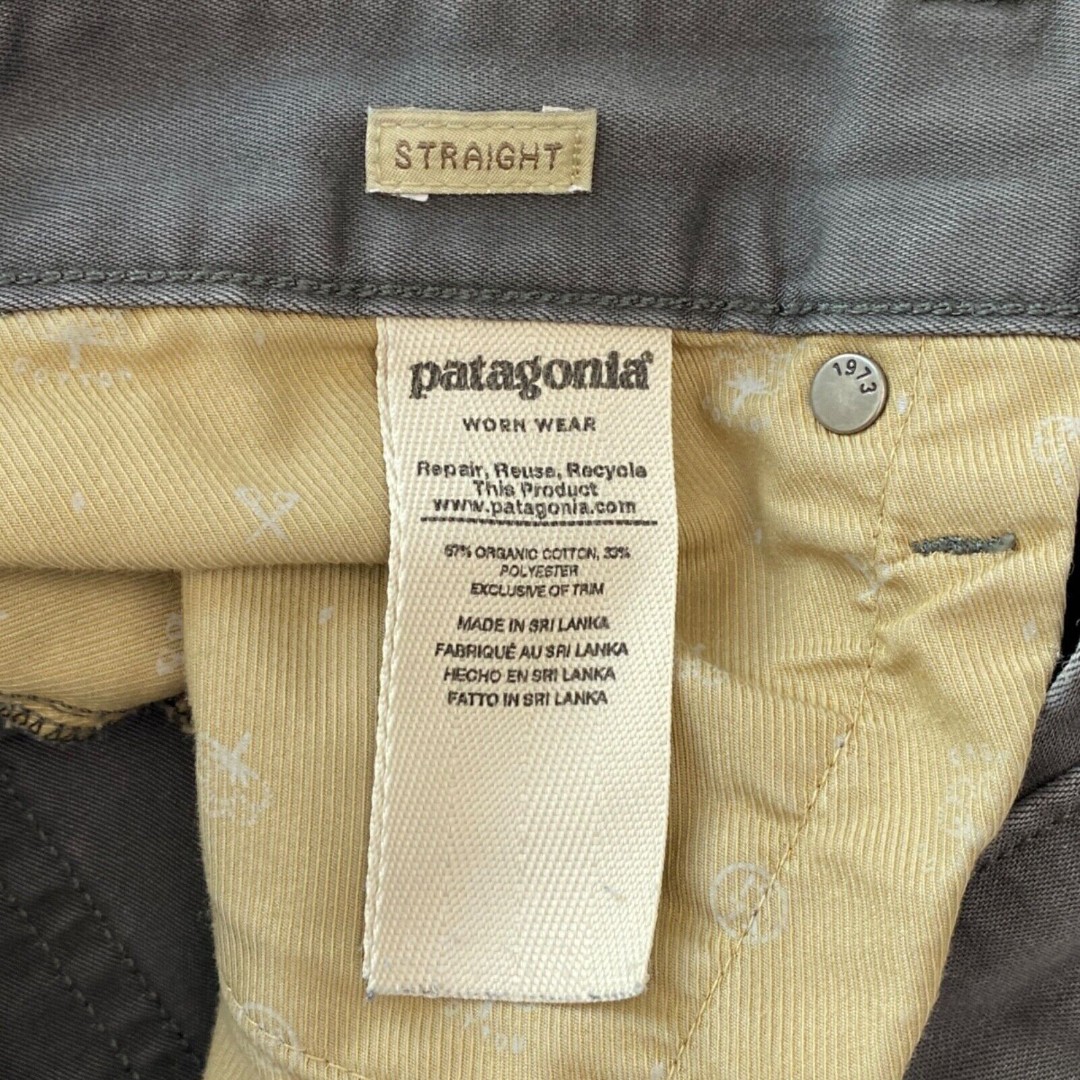 STRAIGHT
patagonia®
WORN WEAR
Repair, Reuse, Recycle
This Product
www.patagonia.com
67% ORGANIC COTTON, 33%
POLYESTER
EXCLUSIVE OF TRIM
MADE IN SRI LANKA
FABRIQUÉ AU SRI LANKA
HECHO EN SRI LANKA
FATTO IN SRI LANKA
1973